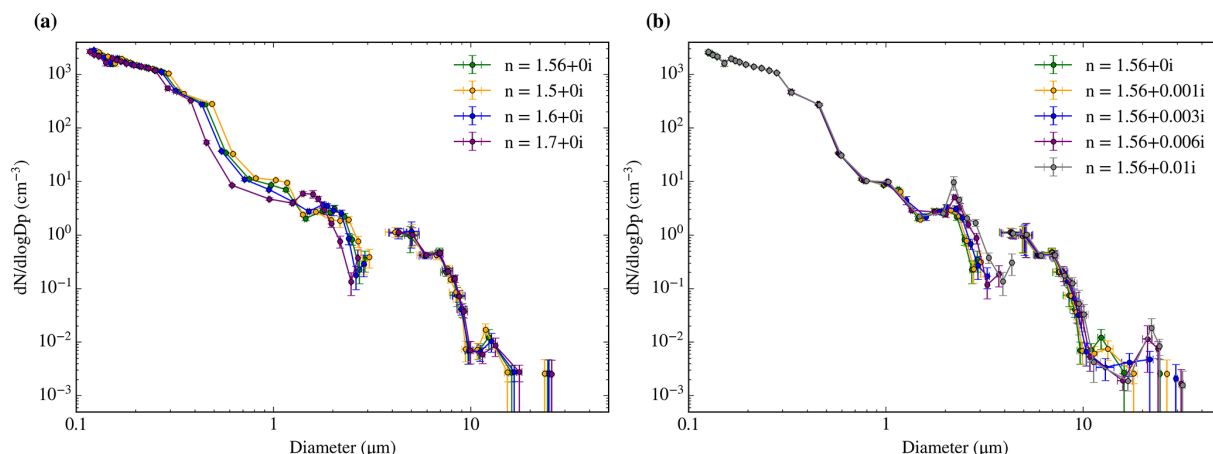 (a)
10³
10²
10¹
10⁰
10⁻¹
10⁻²
10⁻³
dN/dlogDp (cm⁻³)
n = 1.56+0i
n = 1.5+0i
n = 1.6+0i
n = 1.7+0i
0.1
1
10
Diameter (μm)
(b)
10³
10²
10¹
10⁰
10⁻¹
10⁻²
10⁻³
dN/dlogDp (cm⁻³)
n = 1.56+0i
n = 1.56+0.001i
n = 1.56+0.003i
n = 1.56+0.006i
n = 1.56+0.01i
0.1
1
10
Diameter (μm)